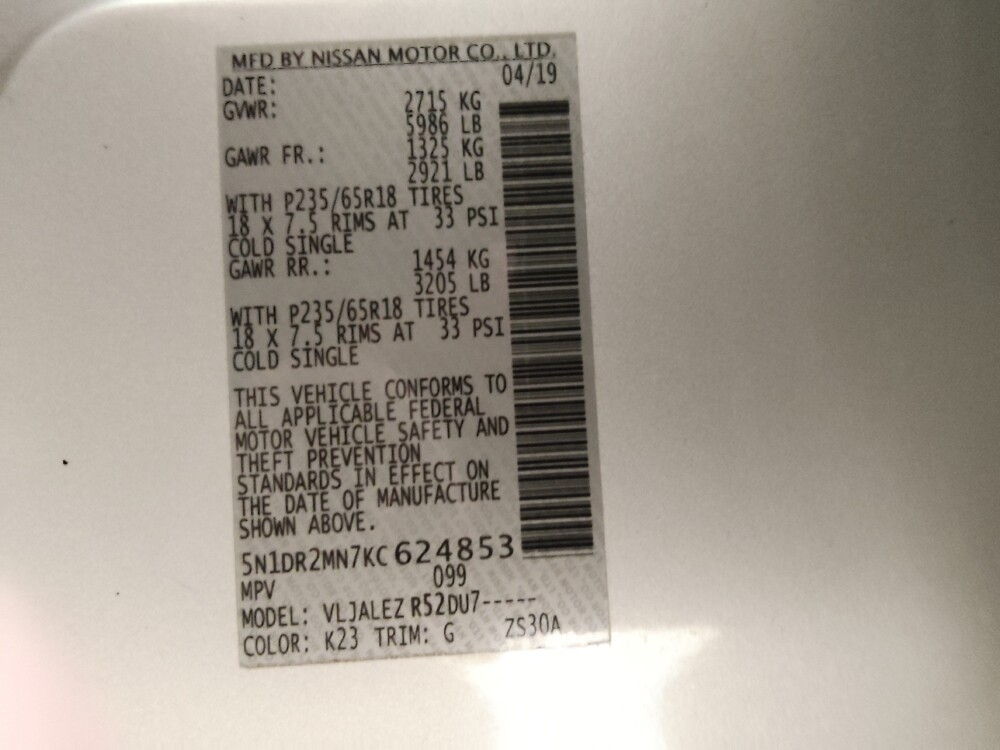 MFD BY NISSAN MOTOR CO., LTD.
DATE: 04/19
GVWR: 2715 KG
5986 LB
GAWR FR.: 1325 KG
2921 LB
WITH P235/65R18 TIRES
18 X 7.5 RIMS AT 33 PSI
COLD SINGLE
GAWR RR.: 1454 KG
3205 LB
WITH P235/65R18 TIRES
18 X 7.5 RIMS AT 33 PSI
COLD SINGLE
THIS VEHICLE CONFORMS TO
ALL APPLICABLE FEDERAL
MOTOR VEHICLE SAFETY AND
THEFT PREVENTION
STANDARDS IN EFFECT ON
THE DATE OF MANUFACTURE
SHOWN ABOVE.
5N1DR2MN7KC624853
MPV 099
MODEL: VLJALEZ R52DU7-----
COLOR: K23 TRIM: G ZS30A